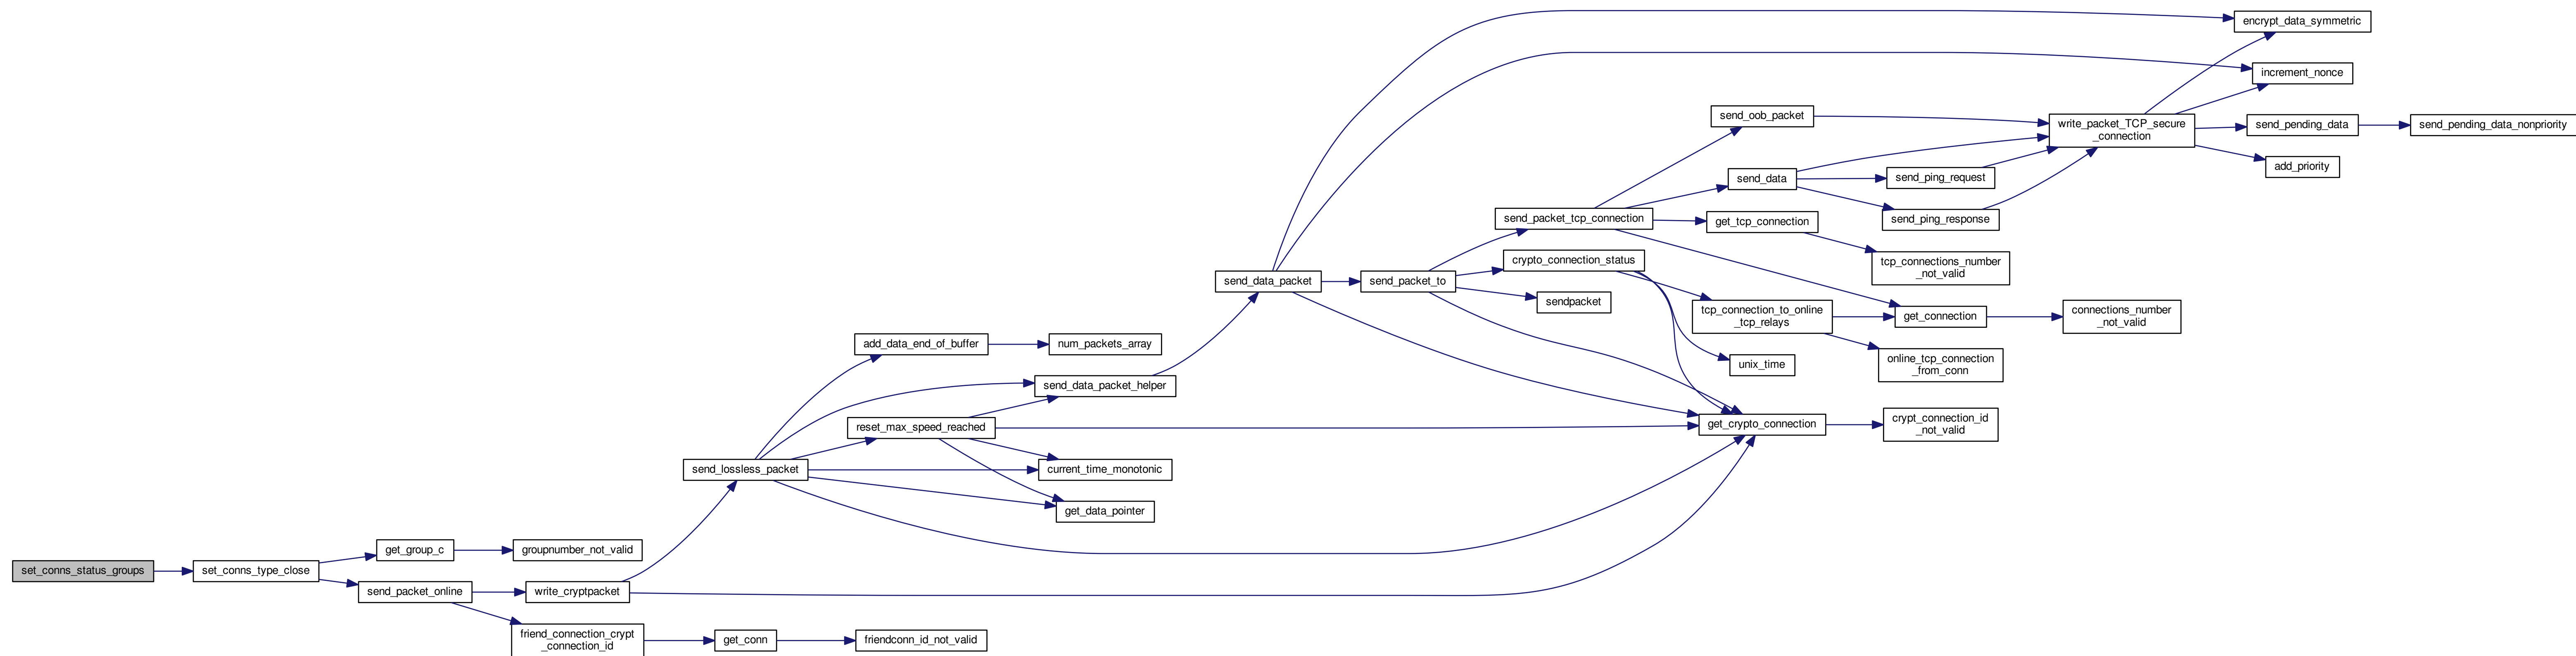 encrypt_data_symmetric
increment_nonce
send_oob_packet
write_packet_TCP_secure
_connection
send_pending_data
send_pending_data_nonpriority
add_priority
send_data
send_ping_request
send_packet_tcp_connection
get_tcp_connection
send_ping_response
crypto_connection_status
tcp_connections_number
_not_valid
send_data_packet
send_packet_to
sendpacket
tcp_connection_to_online
_tcp_relays
get_connection
connections_number
_not_valid
add_data_end_of_buffer
num_packets_array
unix_time
online_tcp_connection
_from_conn
send_data_packet_helper
reset_max_speed_reached
get_crypto_connection
crypt_connection_id
_not_valid
send_lossless_packet
current_time_monotonic
get_data_pointer
get_group_c
groupnumber_not_valid
set_conns_status_groups
set_conns_type_close
send_packet_online
write_cryptpacket
friend_connection_crypt
_connection_id
get_conn
friendconn_id_not_valid